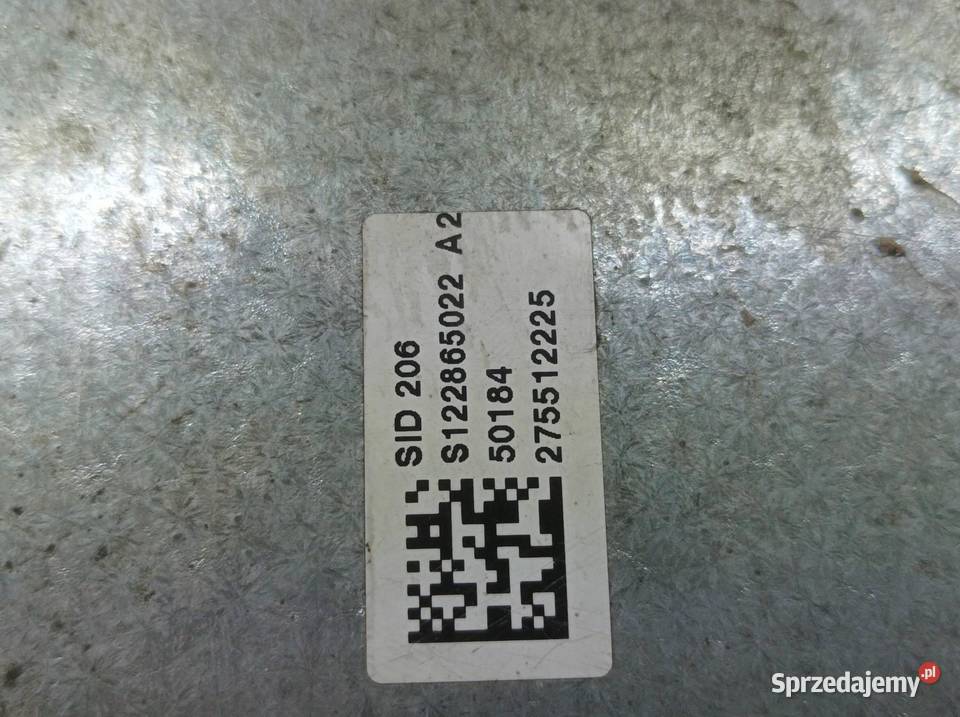 SID 206
S122865022 A2
50184
275512225
Sprzedajemy.pl